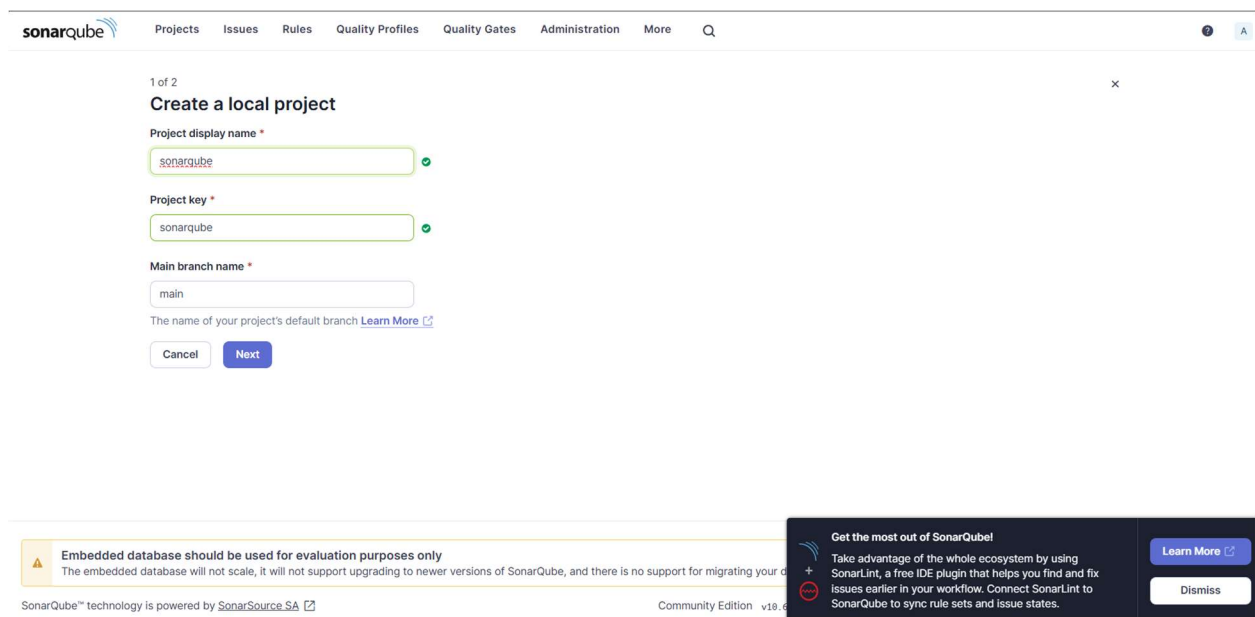 sonarqube
Projects Issues Rules Quality Profiles Quality Gates Administration More
? A
1 of 2
Create a local project
Project display name *
sonarqube
Project key *
sonarqube
Main branch name *
main
The name of your project's default branch Learn More
Cancel Next
Get the most out of SonarQube!
Take advantage of the whole ecosystem by using
SonarLint, a free IDE plugin that helps you find and fix
issues earlier in your workflow. Connect SonarLint to
SonarQube to sync rule sets and issue states.
Learn More
Dismiss
Embedded database should be used for evaluation purposes only
The embedded database will not scale, it will not support upgrading to newer versions of SonarQube, and there is no support for migrating your
SonarQube™ technology is powered by SonarSource SA
Community Edition